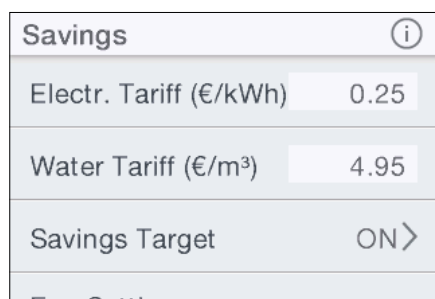 Savings
Electr. Tariff (€/kWh) 0.25
Water Tariff (€/m³) 4.95
Savings Target ON